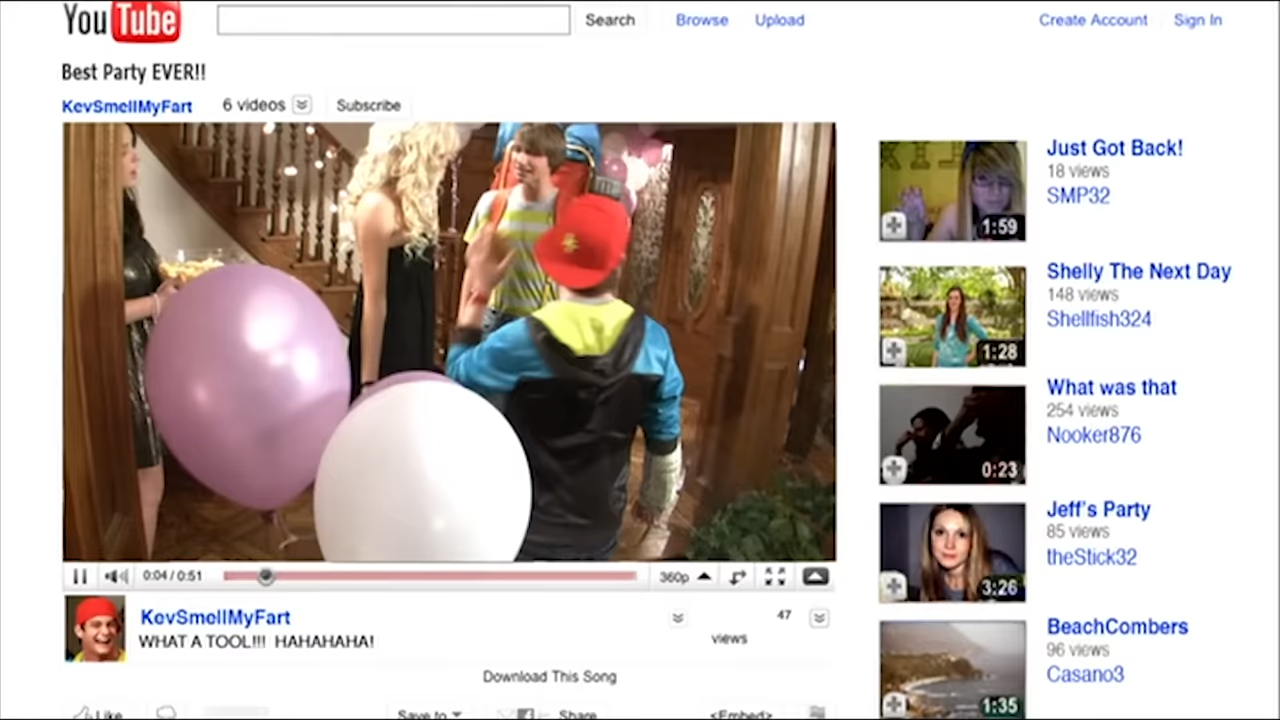 YouTube
Search
Browse
Upload
Create Account
Sign In
Best Party EVER!!
KevSmellMyFart
6 videos
Subscribe
0:04 / 0:51
360p
KevSmellMyFart
WHAT A TOOL!!! HAHAHAHA!
47
views
Download This Song
Like
Save to
Share
<Embed>
Just Got Back!
18 views
SMP32
1:59
Shelly The Next Day
148 views
Shellfish324
1:28
What was that
254 views
Nooker876
0:23
Jeff's Party
85 views
theStick32
3:26
BeachCombers
96 views
Casano3
1:35